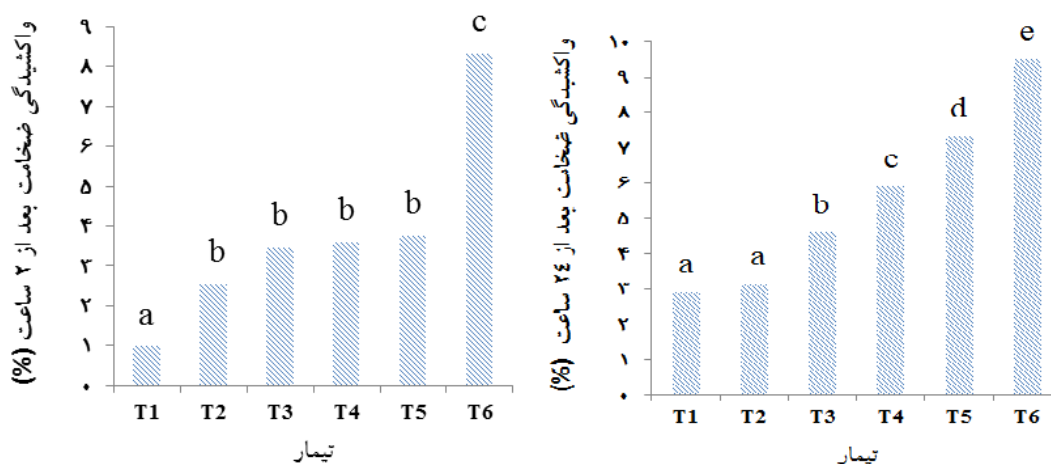 واکشیدگی ضخامت بعد از ۲ ساعت (%)
۹
۸
۷
۶
۵
۴
۳
۲
۱
۰
a
b
b
b
b
c
T1 T2 T3 T4 T5 T6
تیمار
واکشیدگی ضخامت بعد از ۲۴ ساعت (%)
۱۰
۹
۸
۷
۶
۵
۴
۳
۲
۱
۰
a
a
b
c
d
e
T1 T2 T3 T4 T5 T6
تیمار